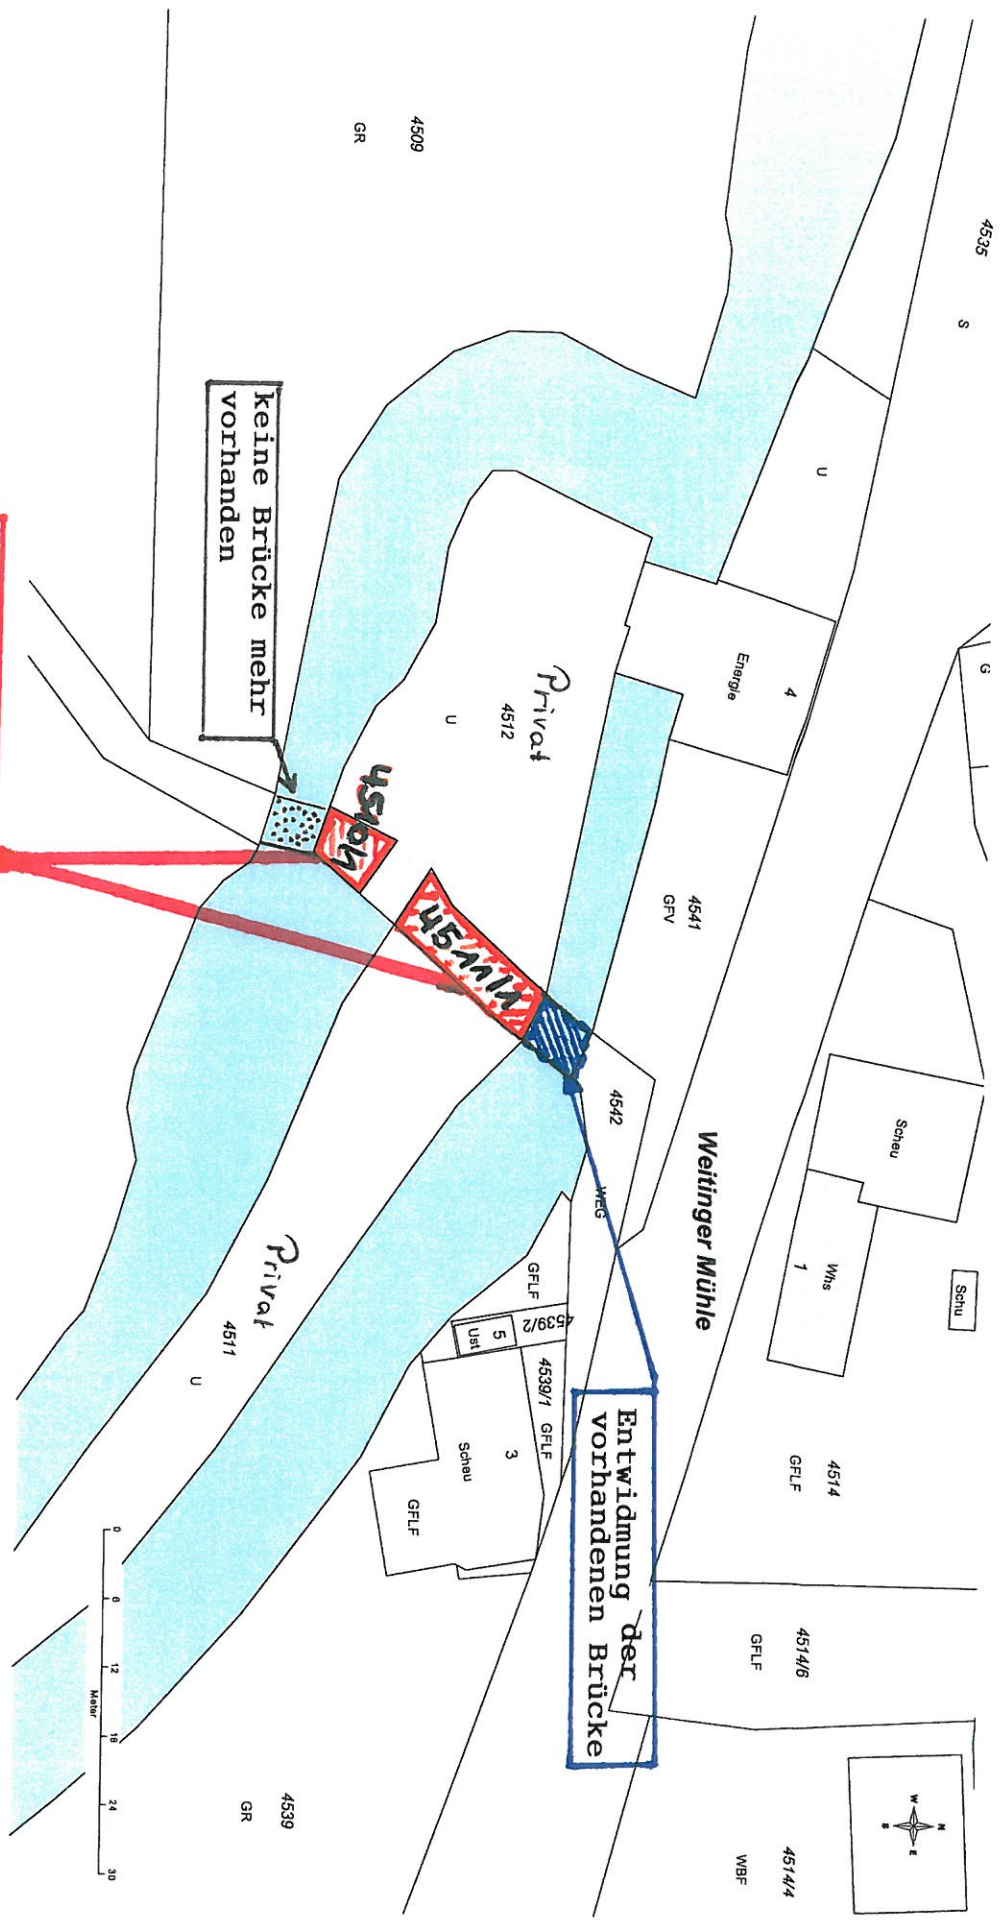 4535
S
4509
GR
U
G
keine Brücke mehr
vorhanden
Energie
4
Privat
4512
U
4510/1
4511/1
4541
GFV
4542
WEG
Weitinger Mühle
Scheu
Whs
1
Schu
GFLF
4539/2
5
Ust
4539/1
GFLF
3
Scheu
GFLF
Privat
4511
U
4514
GFLF
Entwidmung der
vorhandenen Brücke
4514/6
GFLF
4514/4
WBF
4539
GR
N
W
E
S
0
6
12
18
24
30
Meter